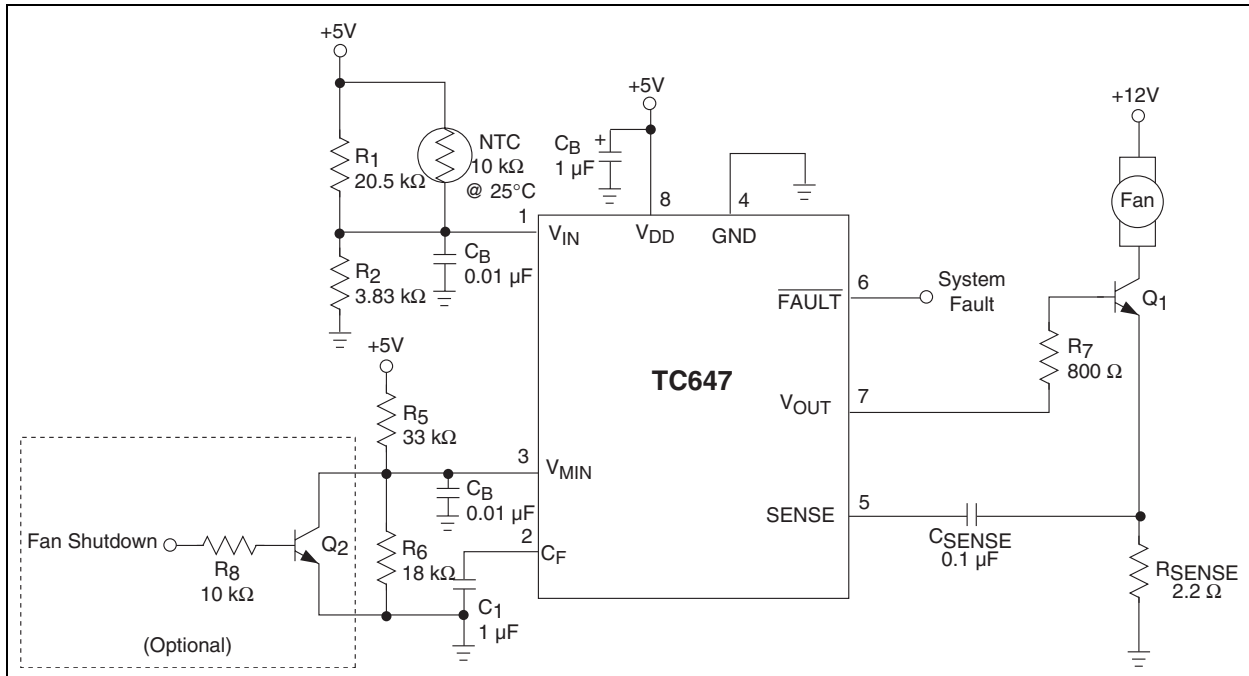 +5V
R1
20.5 kΩ
NTC
10 kΩ
@ 25°C
CB
0.01 µF
R2
3.83 kΩ
+5V
CB
+
1 µF
8
4
1
VIN
VDD
GND
+12V
Fan
Q1
6
FAULT
System
Fault
R7
800 Ω
TC647
7
VOUT
+5V
R5
33 kΩ
3
VMIN
CB
0.01 µF
5
SENSE
CSENSE
0.1 µF
RSENSE
2.2 Ω
Fan Shutdown
R8
10 kΩ
Q2
R6
18 kΩ
2
CF
C1
1 µF
(Optional)